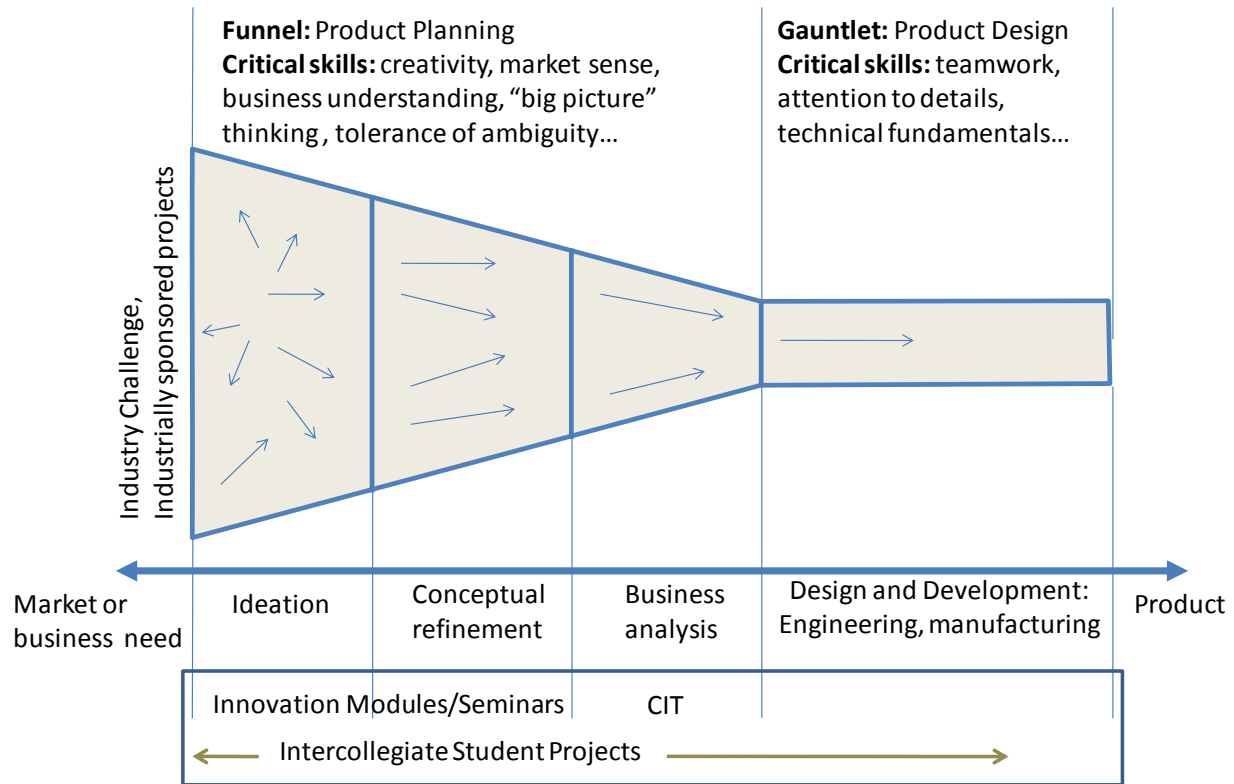 Funnel: Product Planning
Critical skills: creativity, market sense,
business understanding, “big picture”
thinking , tolerance of ambiguity…
Gauntlet: Product Design
Critical skills: teamwork,
attention to details,
technical fundamentals…
Industry Challenge,
Industrially sponsored projects
Market or
business need
Ideation
Conceptual
refinement
Business
analysis
Design and Development:
Engineering, manufacturing
Product
Innovation Modules/Seminars
CIT
Intercollegiate Student Projects